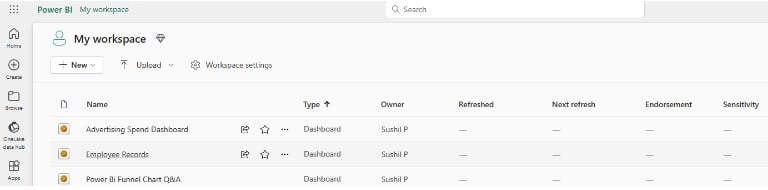 Power BI My workspace Search
My workspace
Home
New Upload Workspace settings
Create
Browse
Name Type Owner Refreshed Next refresh Endorsement Sensitivity
OneLake data hub
Advertising Spend Dashboard Dashboard Sushil P — — — —
Employee Records Dashboard Sushil P — — — —
Apps
Power Bi Funnel Chart Q&A Dashboard Sushil P — — — —